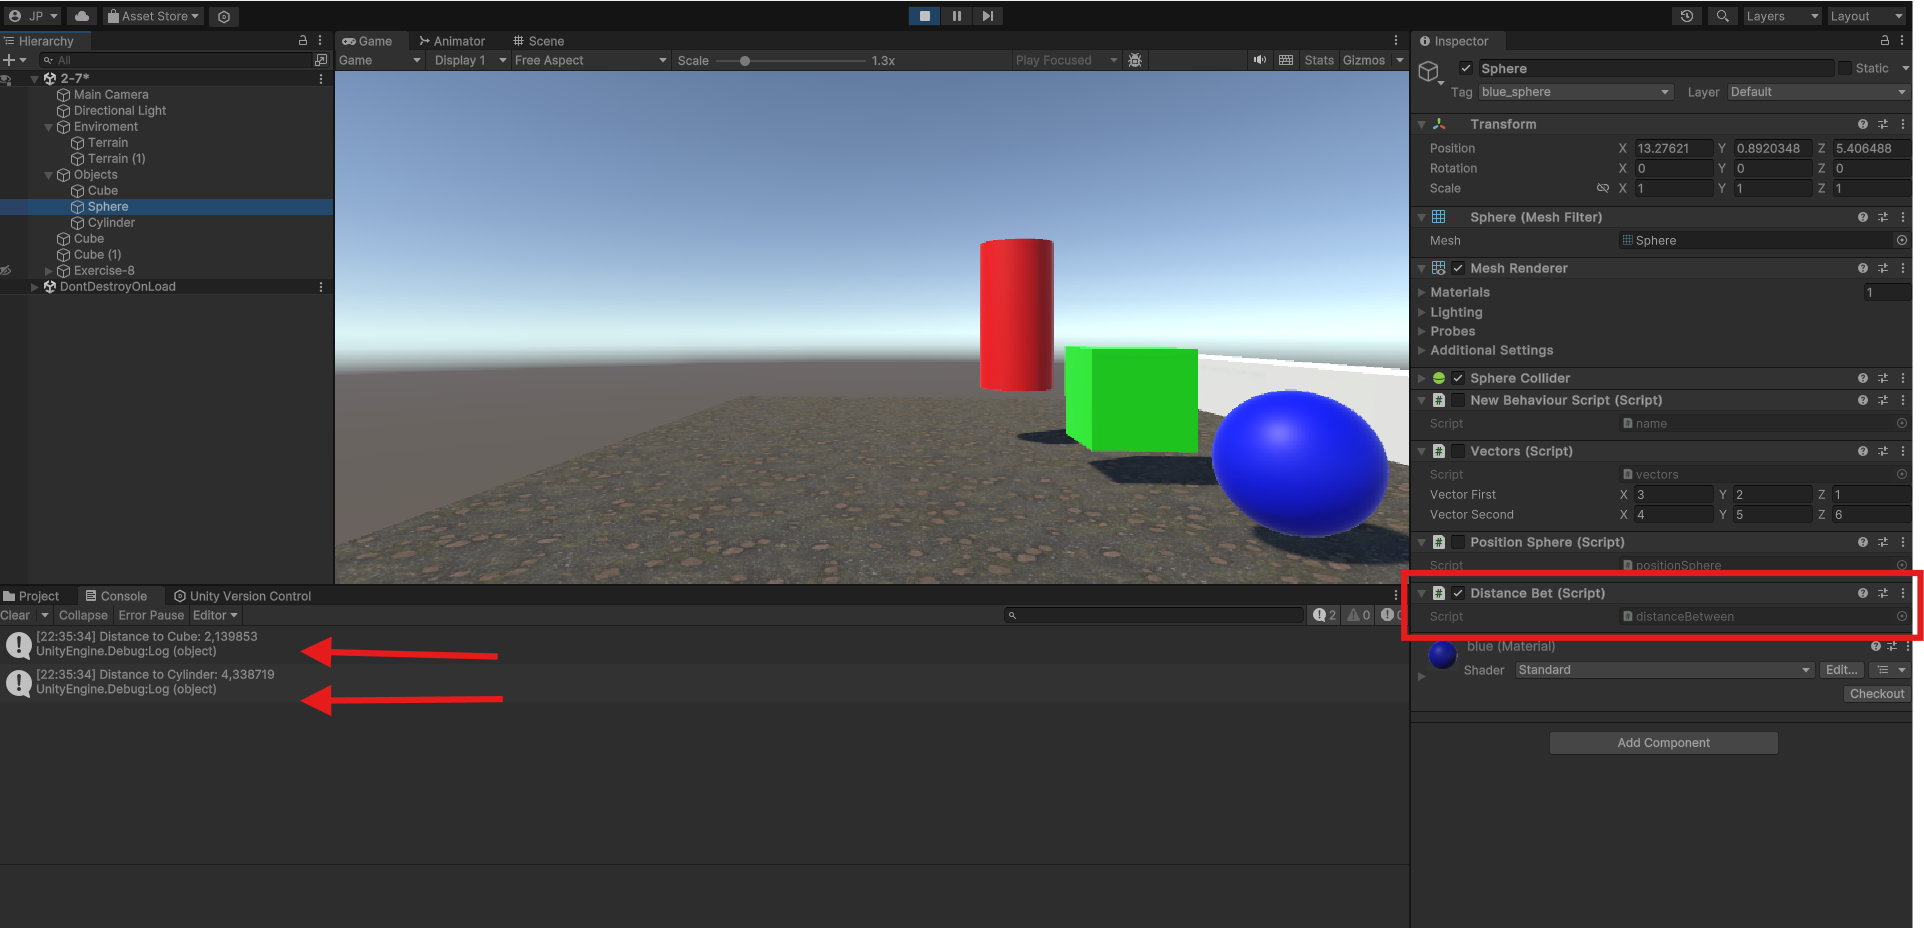 JP
Asset Store
Layers
Layout
Hierarchy
All
2-7*
Main Camera
Directional Light
Enviroment
Terrain
Terrain (1)
Objects
Cube
Sphere
Cylinder
Cube
Cube (1)
Exercise-8
DontDestroyOnLoad
Game
Animator
Scene
Game
Display 1
Free Aspect
Scale
1.3x
Play Focused
Stats
Gizmos
Project
Console
Unity Version Control
Clear
Collapse
Error Pause
Editor
2
0
0
[22:35:34] Distance to Cube: 2,139853
UnityEngine.Debug:Log (object)
[22:35:34] Distance to Cylinder: 4,338719
UnityEngine.Debug:Log (object)
Inspector
Sphere
Static
Tag blue_sphere Layer Default
Transform
Position X 13.27621 Y 0.8920348 Z 5.406488
Rotation X 0 Y 0 Z 0
Scale X 1 Y 1 Z 1
Sphere (Mesh Filter)
Mesh Sphere
Mesh Renderer
Materials 1
Lighting
Probes
Additional Settings
Sphere Collider
New Behaviour Script (Script)
Script name
Vectors (Script)
Script vectors
Vector First X 3 Y 2 Z 1
Vector Second X 4 Y 5 Z 6
Position Sphere (Script)
Script positionSphere
Distance Bet (Script)
Script distanceBetween
blue (Material)
Shader Standard Edit...
Checkout
Add Component